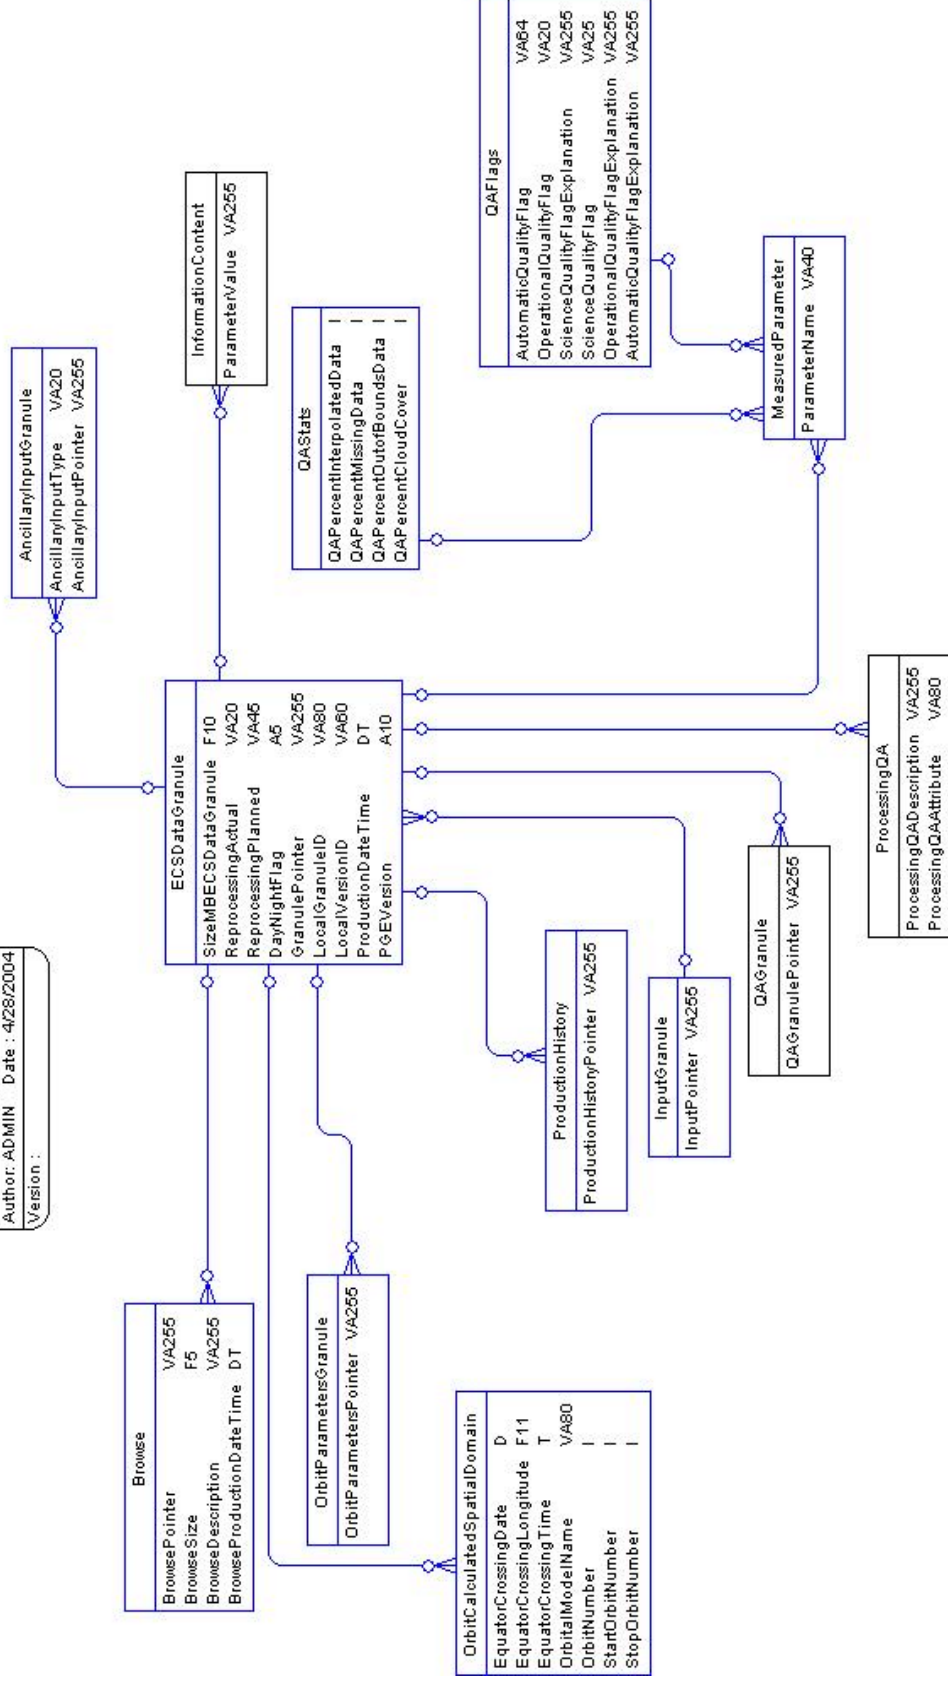 Author: ADMIN Date : 4/28/2004
Version :
Browse
BrowsePointer VA255
BrowseSize F5
BrowseDescription VA255
BrowseProductionDateTime DT
OrbitParametersGranule
OrbitParametersPointer VA255
OrbitCalculatedSpatialDomain
EquatorCrossingDate D
EquatorCrossingLongitude F11
EquatorCrossingTime T
OrbitalModelName VA80
OrbitNumber I
StartOrbitNumber I
StopOrbitNumber I
ECSDataGranule
SizeMBECSDataGranule F10
ReprocessingActual VA20
ReprocessingPlanned VA45
DayNightFlag A5
GranulePointer VA255
LocalGranuleID VA80
LocalVersionID VA60
ProductionDateTime DT
PGEVersion A10
ProductionHistory
ProductionHistoryPointer VA255
InputGranule
InputPointer VA255
QAGranule
QAGranulePointer VA255
ProcessingQA
ProcessingQADescription VA255
ProcessingQAAttribute VA80
AncillaryInputGranule
AncillaryInputType VA20
AncillaryInputPointer VA255
InformationContent
ParameterValue VA255
QAStats
QAPercentInterpolatedData I
QAPercentMissingData I
QAPercentOutofBoundsData I
QAPercentCloudCover I
QAFlags
AutomaticQualityFlag VA64
OperationalQualityFlag VA20
ScienceQualityFlagExplanation VA255
ScienceQualityFlag VA25
OperationalQualityFlagExplanation VA255
AutomaticQualityFlagExplanation VA255
MeasuredParameter
ParameterName VA40